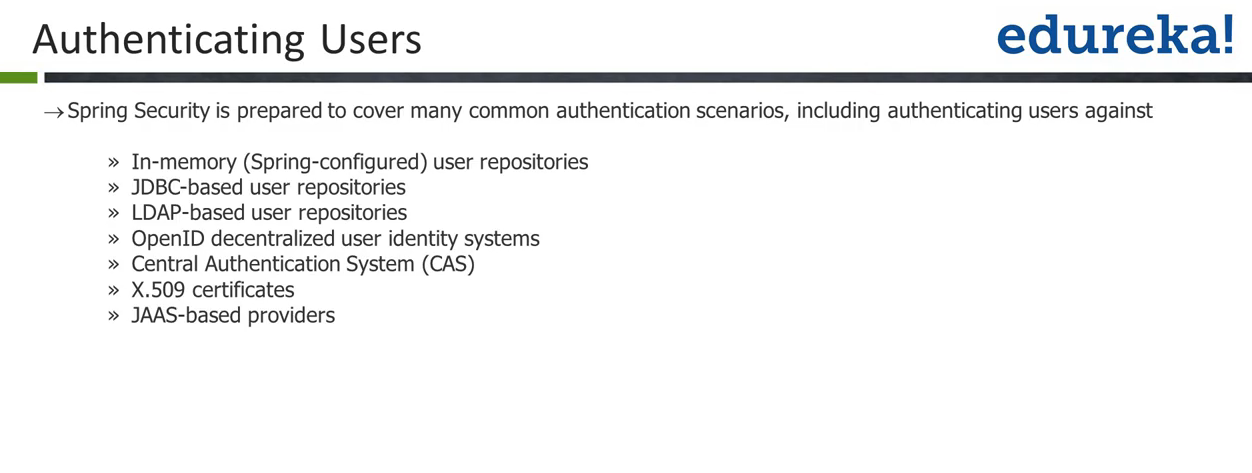 Authenticating Users
edureka!
→Spring Security is prepared to cover many common authentication scenarios, including authenticating users against
» In-memory (Spring-configured) user repositories
» JDBC-based user repositories
» LDAP-based user repositories
» OpenID decentralized user identity systems
» Central Authentication System (CAS)
» X.509 certificates
» JAAS-based providers